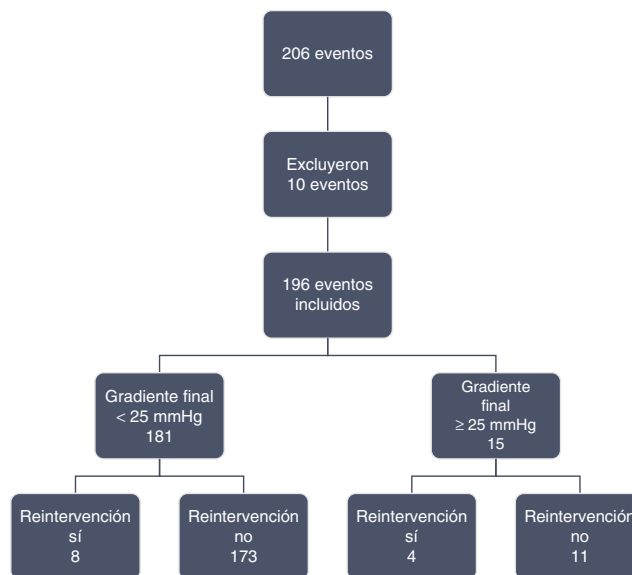 206 eventos
Excluyeron
10 eventos
196 eventos
incluidos
Gradiente final
< 25 mmHg
181
Gradiente
final
≥ 25 mmHg
15
Reintervención
sí
8
Reintervención
no
173
Reintervención
sí
4
Reintervención
no
11